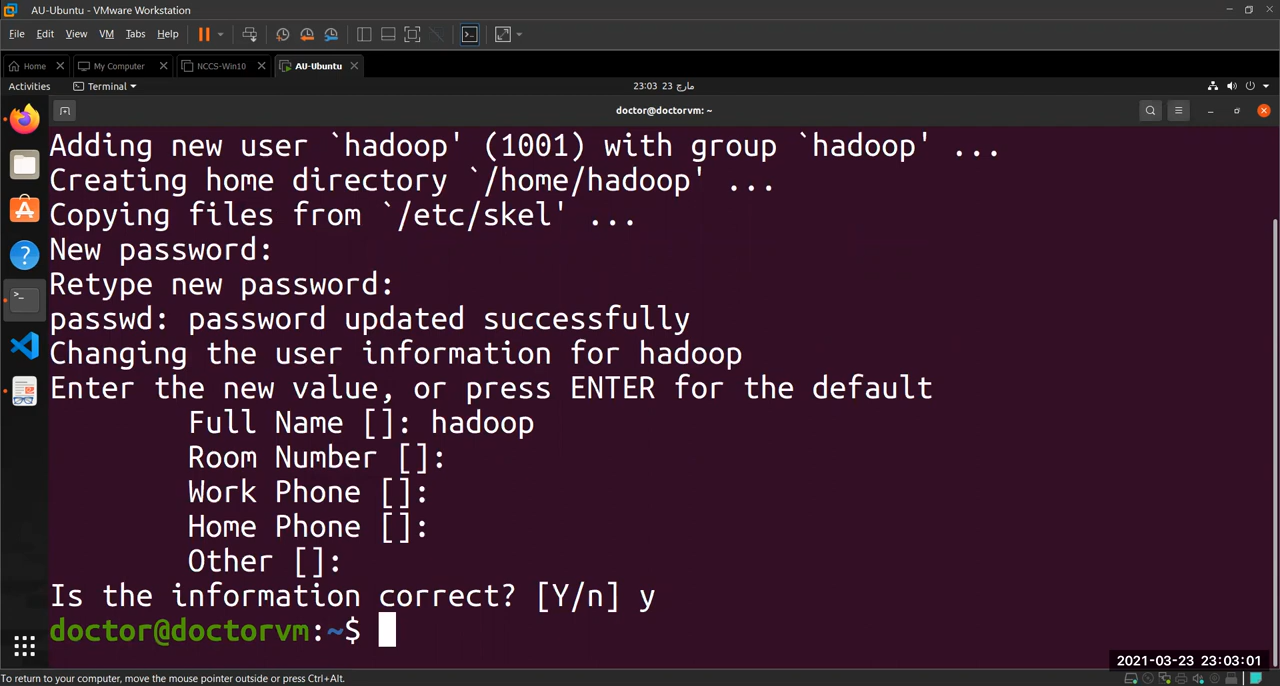 AU-Ubuntu - VMware Workstation
File Edit View VM Tabs Help
Home My Computer NCCS-Win10 AU-Ubuntu
Activities Terminal 23:03 23 مارچ
doctor@doctorvm: ~
Adding new user `hadoop' (1001) with group `hadoop' ...
Creating home directory `/home/hadoop' ...
Copying files from `/etc/skel' ...
New password:
Retype new password:
passwd: password updated successfully
Changing the user information for hadoop
Enter the new value, or press ENTER for the default
Full Name []: hadoop
Room Number []:
Work Phone []:
Home Phone []:
Other []:
Is the information correct? [Y/n] y
doctor@doctorvm:~$
2021-03-23 23:03:01
To return to your computer, move the mouse pointer outside or press Ctrl+Alt.